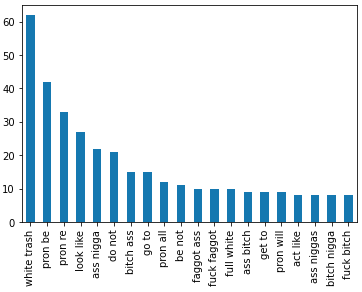 60
50
40
30
20
10
0
white trash
pron be
pron re
look like
ass nigga
do not
bitch ass
go to
pron all
be not
faggot ass
fuck faggot
full white
ass bitch
get to
pron will
act like
ass niggas
bitch nigga
fuck bitch